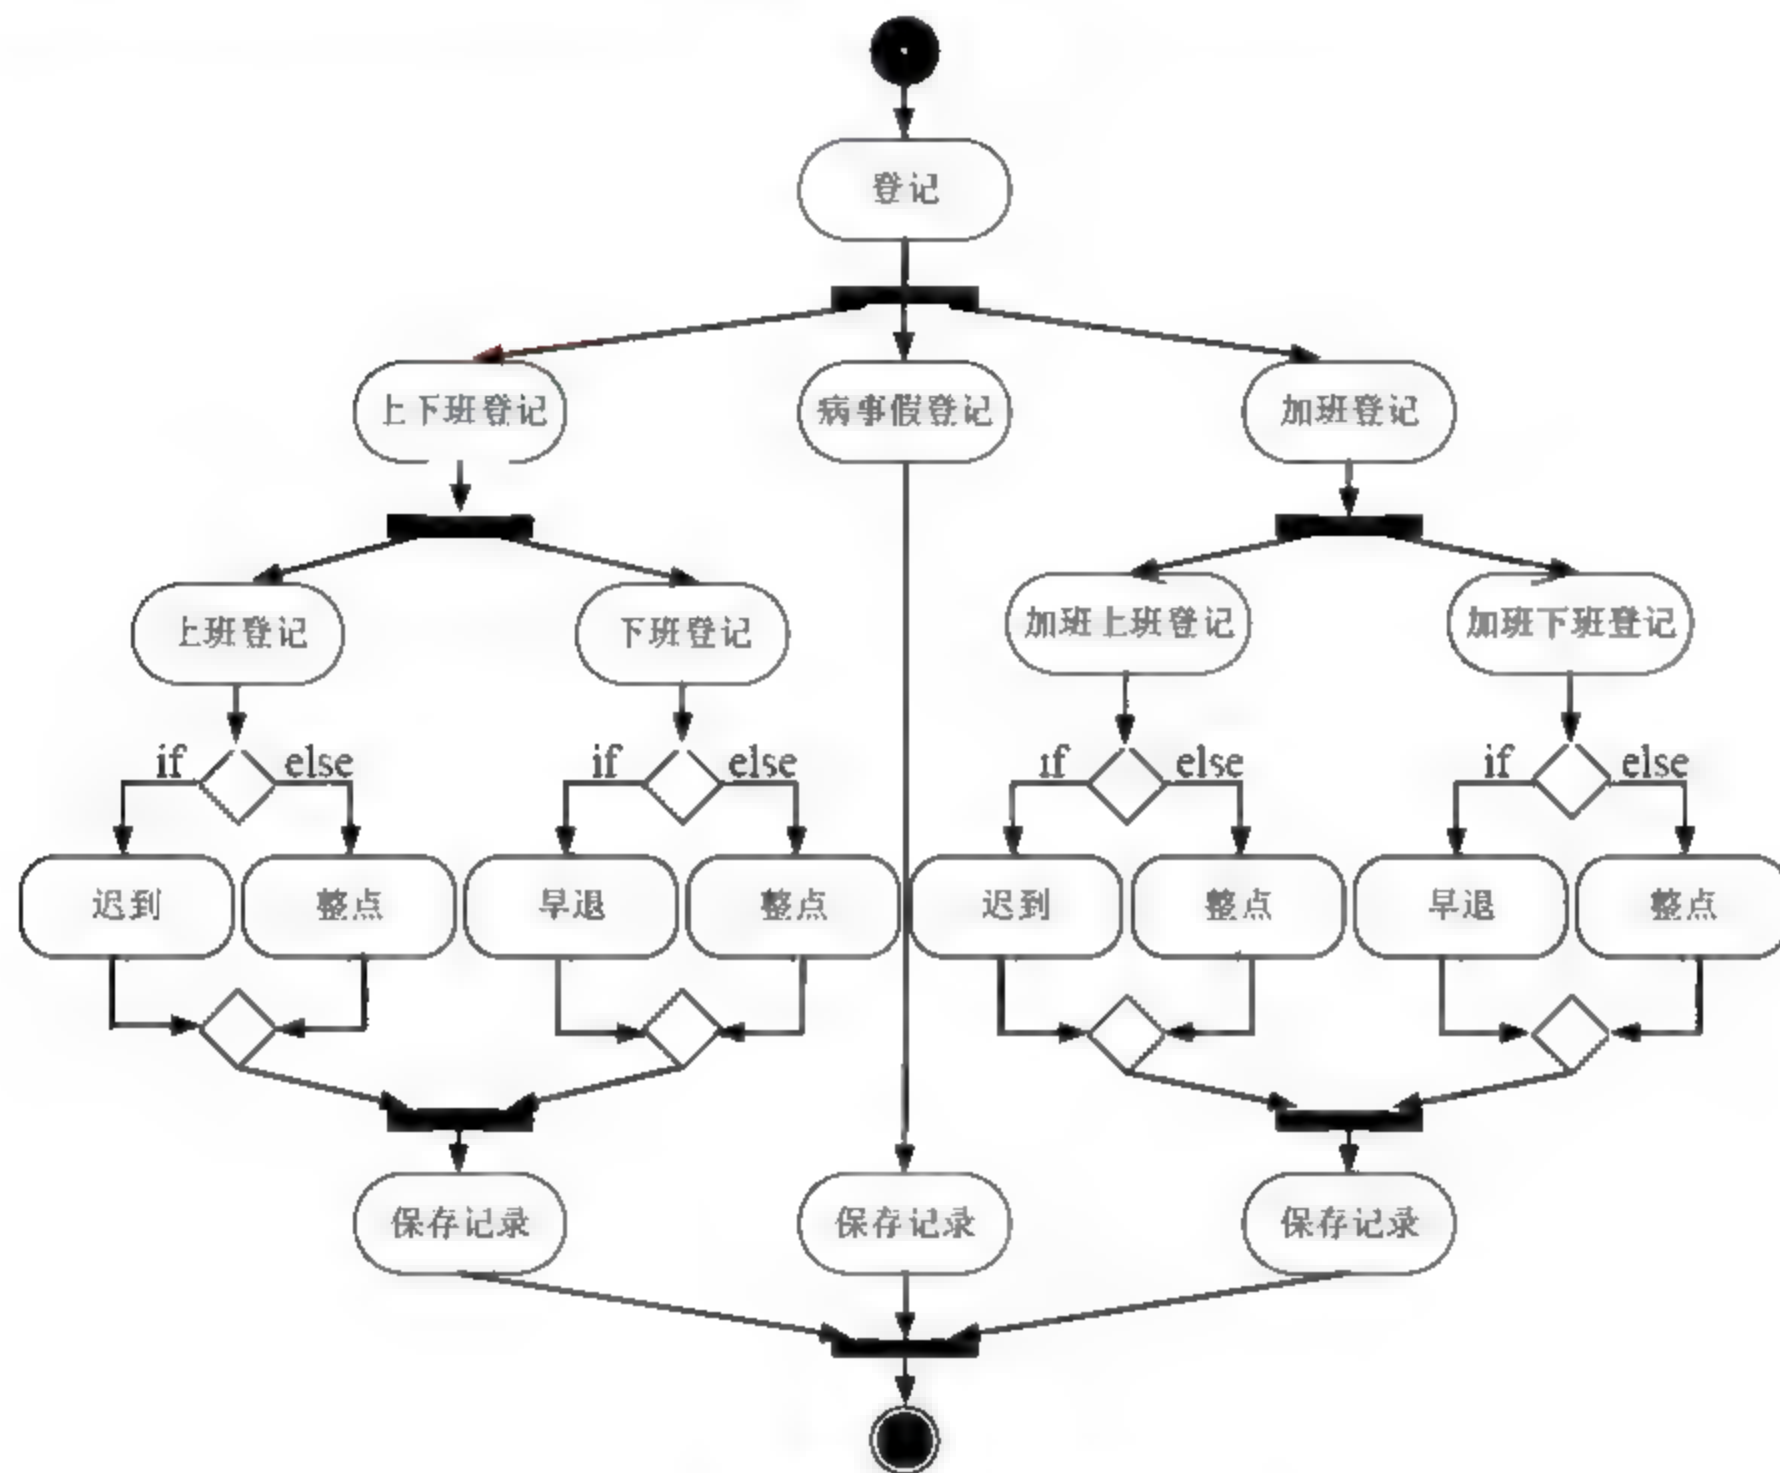 登记
上下班登记
病事假登记
加班登记
上班登记
下班登记
加班上班登记
加班下班登记
if
else
if
else
if
else
if
else
迟到
整点
早退
整点
迟到
整点
早退
整点
保存记录
保存记录
保存记录